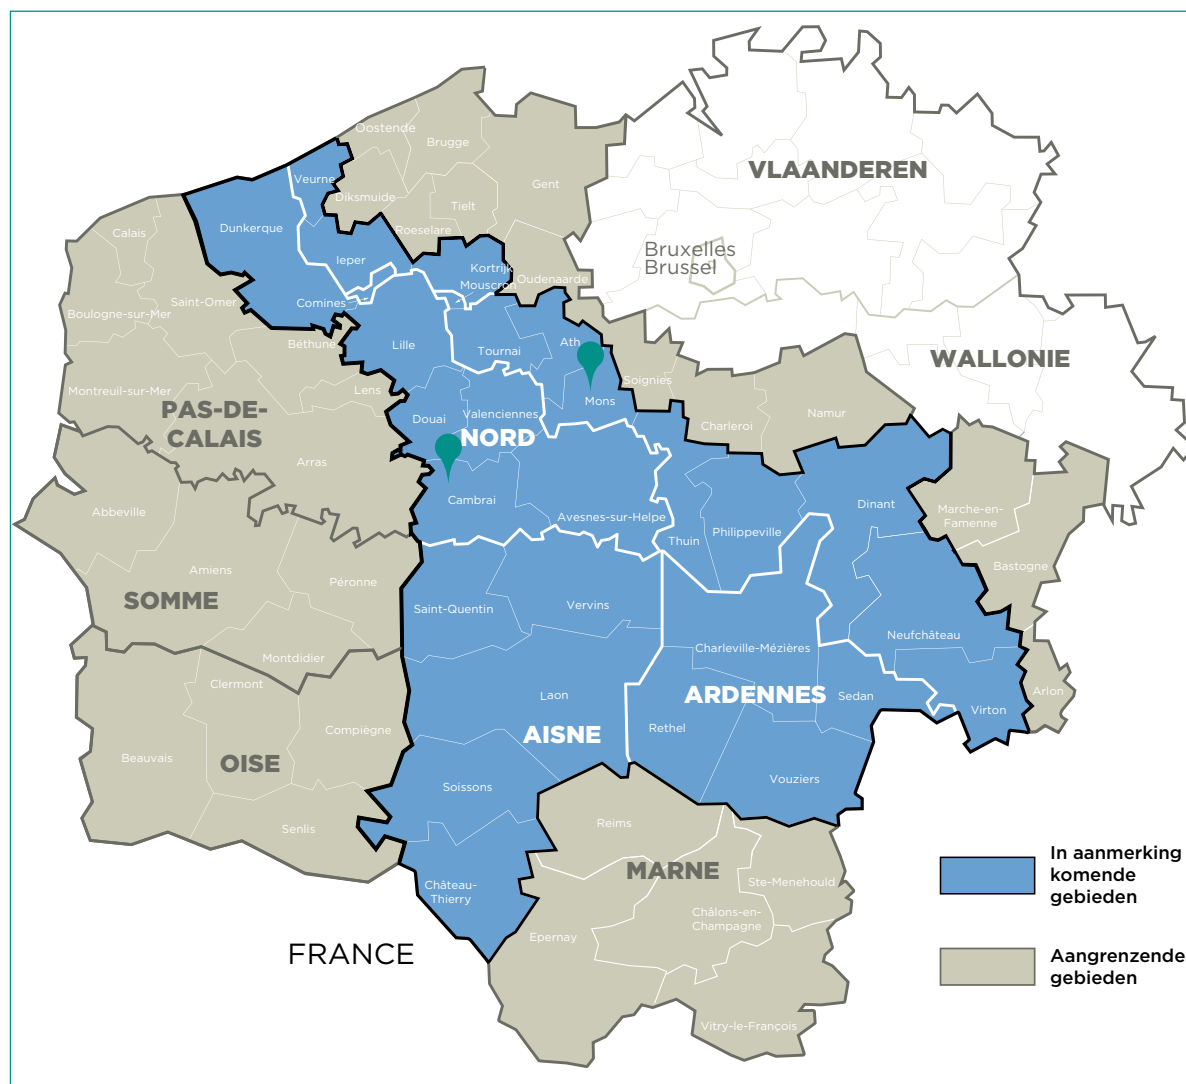 Oostende
Brugge
VLAANDEREN
Veurne
Gent
Diksmuide
Tielt
Calais
Dunkerque
Roeselare
Bruxelles
Brussel
Ieper
Kortrijk
Oudenaarde
Mouscron
Saint-Omer
Comines
Boulogne-sur-Mer
Béthune
Lille
Ath
Tournai
WALLONIE
Soignies
Montreuil-sur-Mer
Lens
PAS-DE-
CALAIS
Mons
Douai
Valenciennes
Namur
Charleroi
NORD
Arras
Cambrai
Dinant
Abbeville
Avesnes-sur-Helpe
Marche-en-
Famenne
Thuin
Philippeville
Amiens
Péronne
Bastogne
SOMME
Saint-Quentin
Vervins
Neufchâteau
Montdidier
Charleville-Mézières
Clermont
Laon
ARDENNES
Sedan
Arlon
Virton
Compiègne
Rethel
AISNE
Beauvais
OISE
Soissons
Vouziers
Senlis
Reims
MARNE
Château-
Thierry
Ste-Menehould
Châlons-en-
Champagne
Epernay
FRANCE
Vitry-le-François
In aanmerking
komende
gebieden
Aangrenzende
gebieden